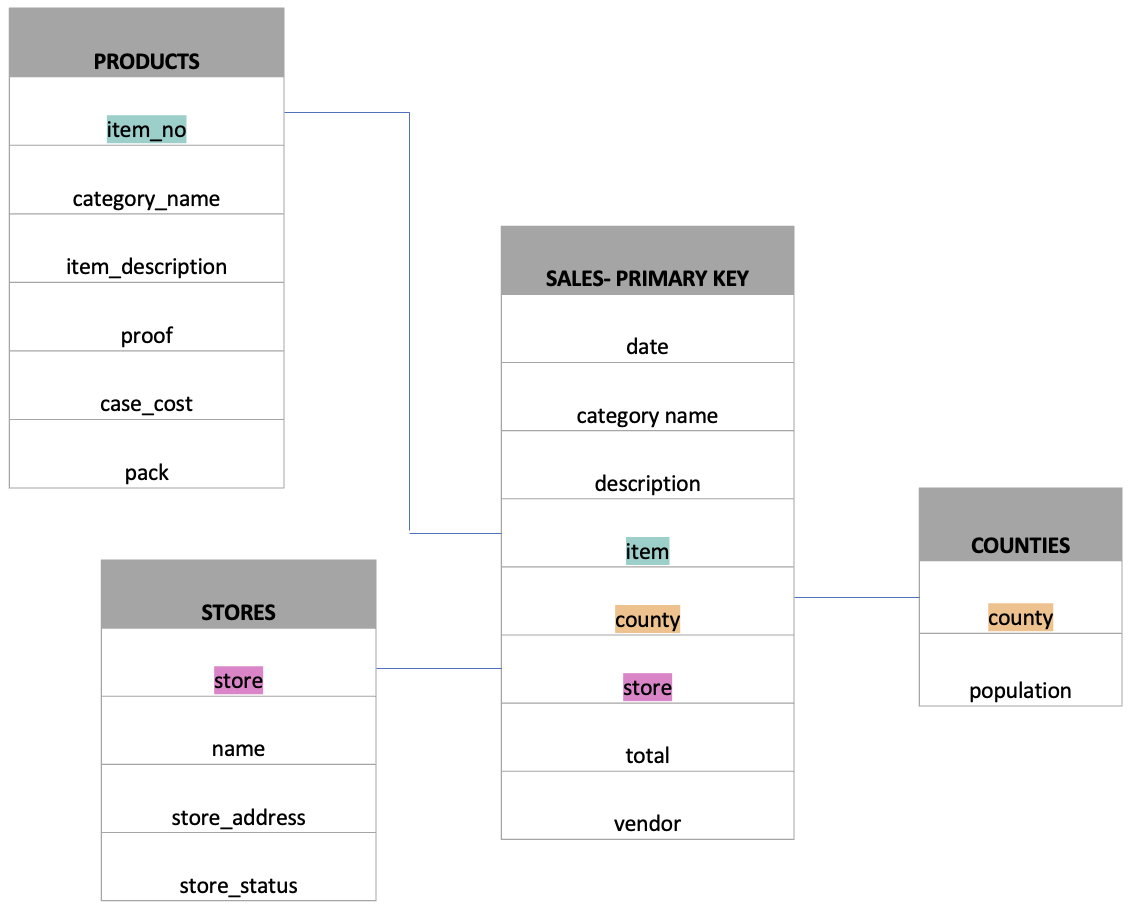 PRODUCTS
item_no
category_name
item_description
proof
case_cost
pack
STORES
store
name
store_address
store_status
SALES- PRIMARY KEY
date
category name
description
item
county
store
total
vendor
COUNTIES
county
population